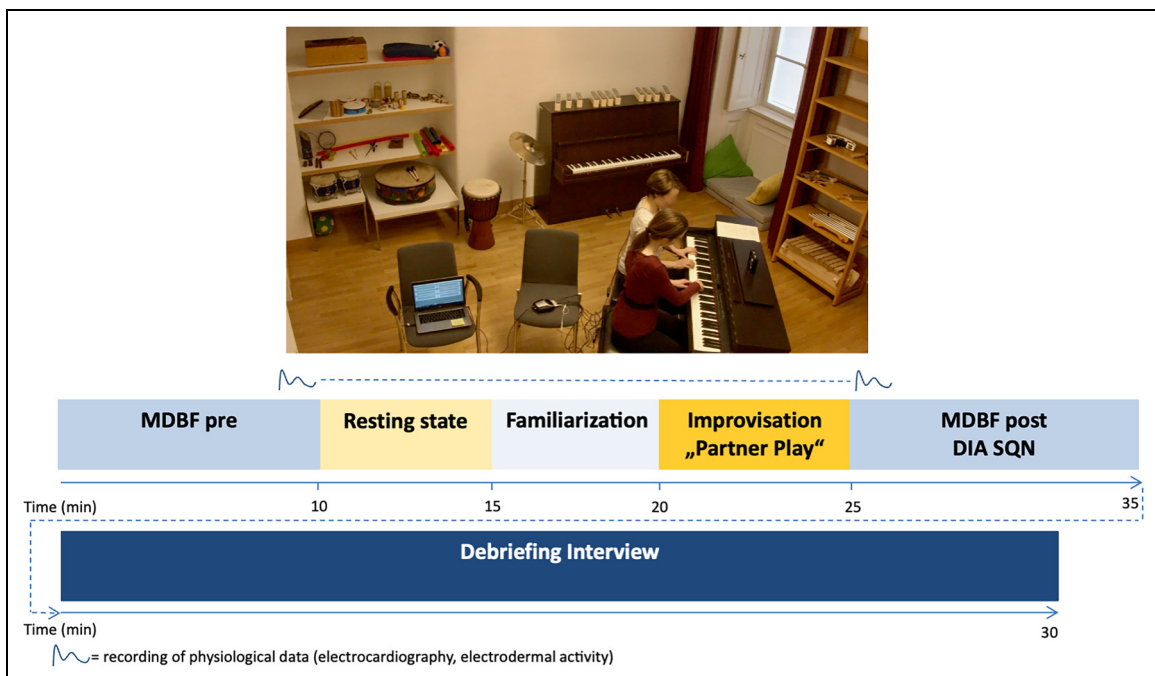 MDBF pre
Resting state
Familiarization
Improvisation
„Partner Play“
MDBF post
DIA SQN
Time (min)
10
15
20
25
35
Debriefing Interview
Time (min)
30
= recording of physiological data (electrocardiography, electrodermal activity)